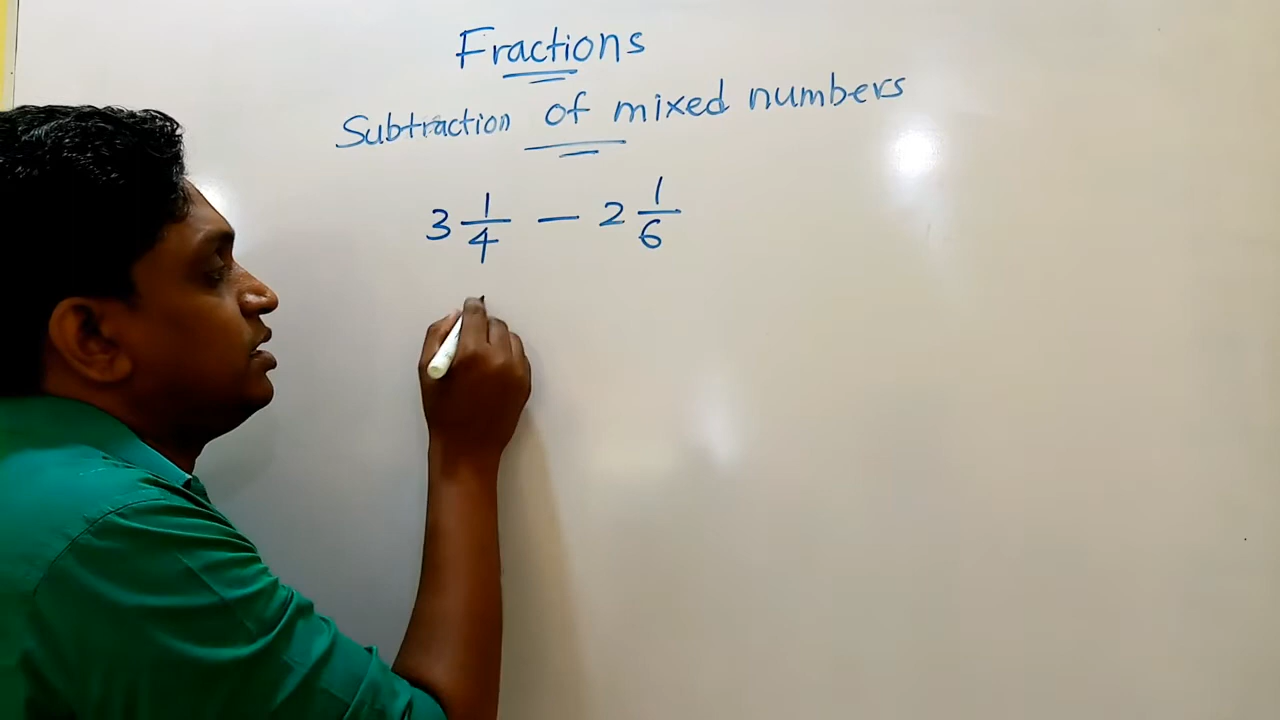 Fractions
Subtraction of mixed numbers
3 1/4 — 2 1/6